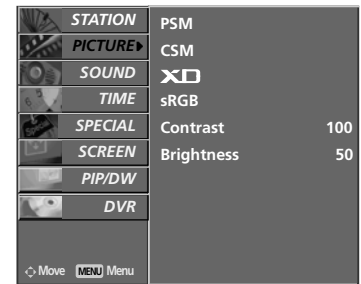 STATION
PICTURE
SOUND
TIME
SPECIAL
SCREEN
PIP/DW
DVR
Move MENU Menu
PSM
CSM
XD
sRGB
Contrast 100
Brightness 50